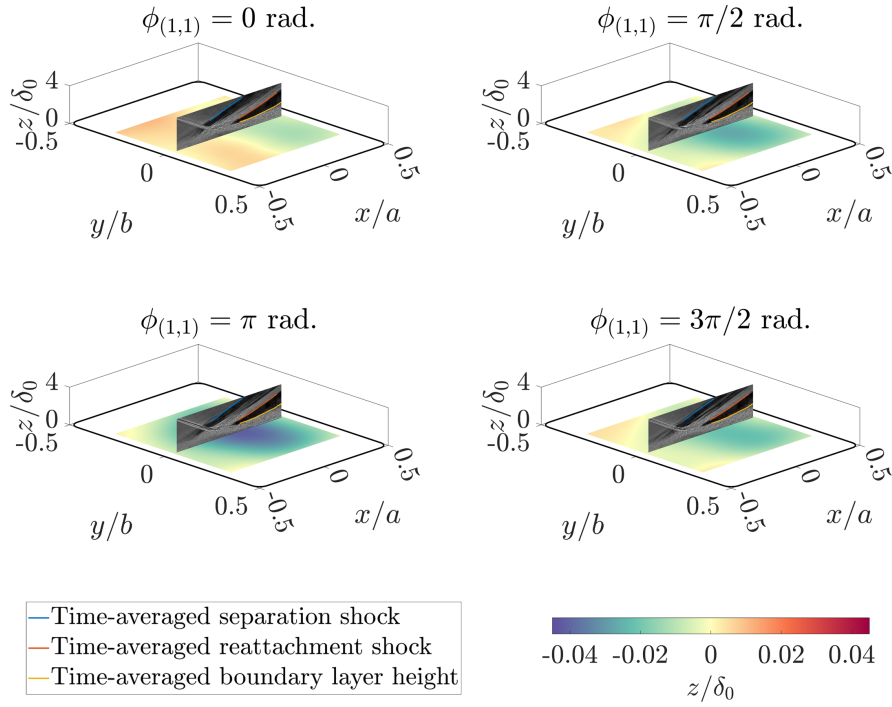 ϕ(1,1) = 0 rad.
4
0
-0.5
z/δ0
0
0.5
y/b
-0.5
0
0.5
x/a
ϕ(1,1) = π/2 rad.
4
0
-0.5
z/δ0
0
0.5
y/b
-0.5
0
0.5
x/a
ϕ(1,1) = π rad.
4
0
-0.5
z/δ0
0
0.5
y/b
-0.5
0
0.5
x/a
ϕ(1,1) = 3π/2 rad.
4
0
-0.5
z/δ0
0
0.5
y/b
-0.5
0
0.5
x/a
Time-averaged separation shock
Time-averaged reattachment shock
Time-averaged boundary layer height
-0.04 -0.02 0 0.02 0.04
z/δ0